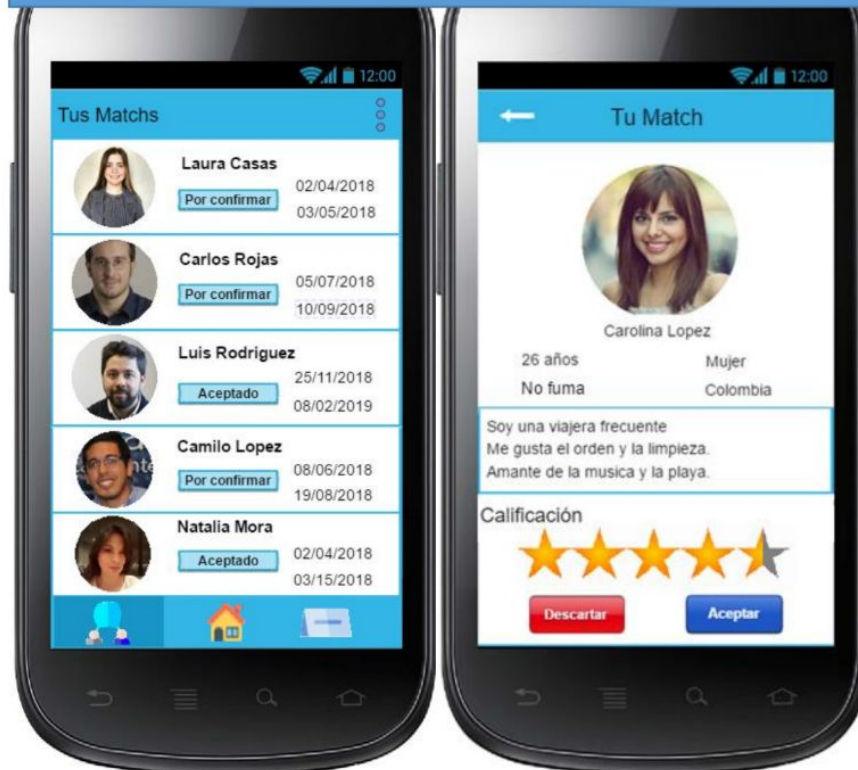 12:00
Tus Matchs
Laura Casas
Por confirmar
02/04/2018
03/05/2018
Carlos Rojas
Por confirmar
05/07/2018
10/09/2018
Luis Rodriguez
Aceptado
25/11/2018
08/02/2019
Camilo Lopez
Por confirmar
08/06/2018
19/08/2018
Natalia Mora
Aceptado
02/04/2018
03/15/2018
12:00
Tu Match
Carolina Lopez
26 años Mujer
No fuma Colombia
Soy una viajera frecuente
Me gusta el orden y la limpieza.
Amante de la musica y la playa.
Calificación
Descartar Aceptar